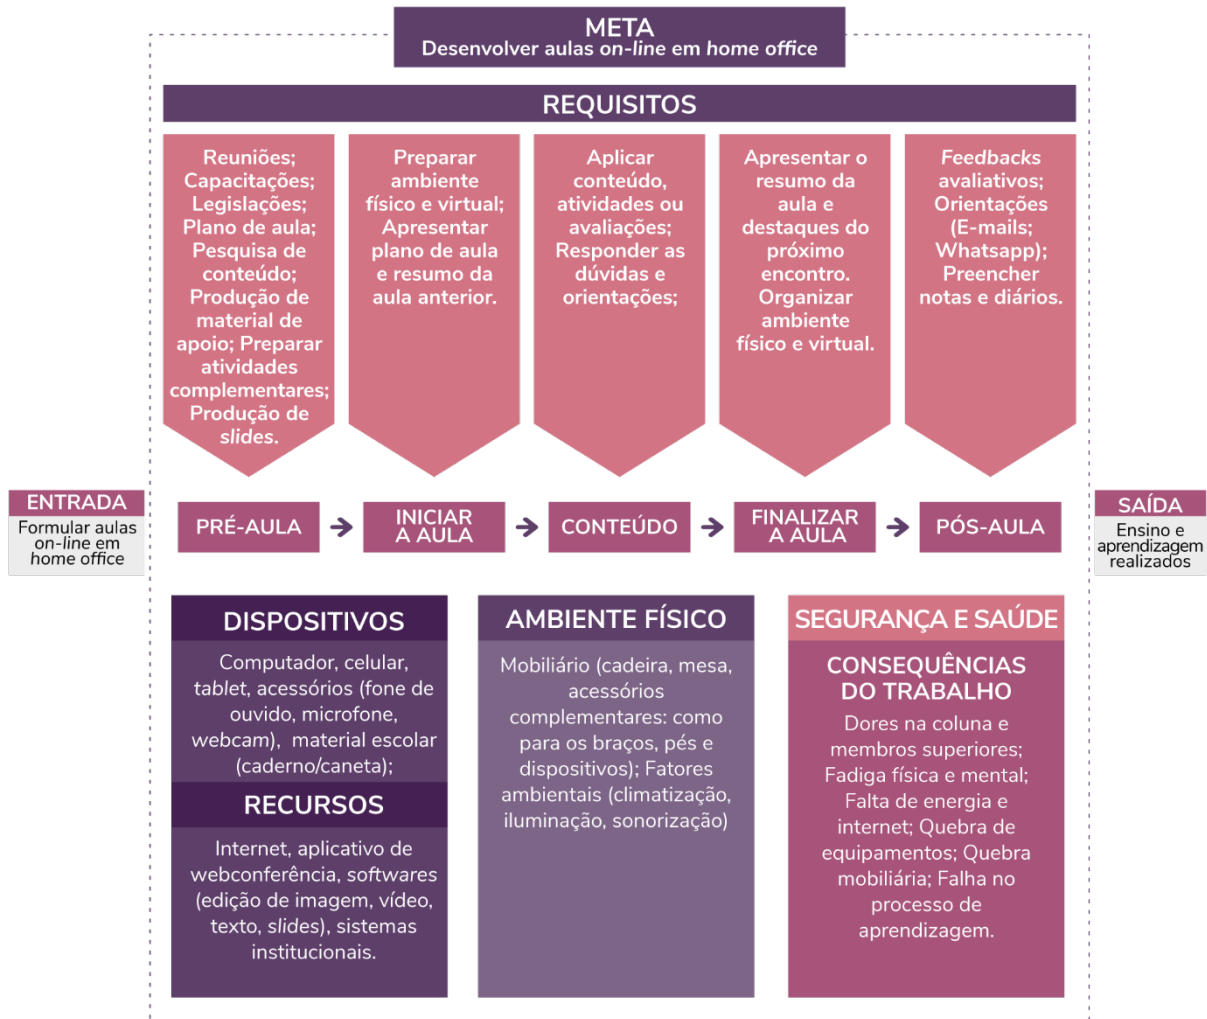 META
Desenvolver aulas on-line em home office
REQUISITOS
Reuniões;
Capacitações;
Legislações;
Plano de aula;
Pesquisa de
conteúdo;
Produção de
material de
apoio; Preparar
atividades
complementares;
Produção de
slides.
Preparar
ambiente
físico e virtual;
Apresentar
plano de aula
e resumo da
aula anterior.
Aplicar
conteúdo,
atividades ou
avaliações;
Responder as
dúvidas e
orientações;
Apresentar o
resumo da
aula e
destaques do
próximo
encontro.
Organizar
ambiente
físico e virtual.
Feedbacks
avaliativos;
Orientações
(E-mails;
Whatsapp);
Preencher
notas e diários.
ENTRADA
Formular aulas
on-line em
home office
PRÉ-AULA
INICIAR
A AULA
CONTEÚDO
FINALIZAR
A AULA
PÓS-AULA
SAÍDA
Ensino e
aprendizagem
realizados
DISPOSITIVOS
Computador, celular,
tablet, acessórios (fone de
ouvido, microfone,
webcam), material escolar
(caderno/caneta);
RECURSOS
Internet, aplicativo de
webconferência, softwares
(edição de imagem, vídeo,
texto, slides), sistemas
institucionais.
AMBIENTE FÍSICO
Mobiliário (cadeira, mesa,
acessórios
complementares: como
para os braços, pés e
dispositivos); Fatores
ambientais (climatização,
iluminação, sonorização)
SEGURANÇA E SAÚDE
CONSEQUÊNCIAS
DO TRABALHO
Dores na coluna e
membros superiores;
Fadiga física e mental;
Falta de energia e
internet; Quebra de
equipamentos; Quebra
mobiliária; Falha no
processo de
aprendizagem.